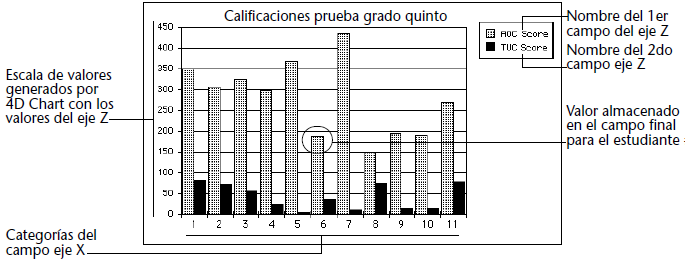 Calificaciones prueba grado quinto
450
400
350
300
250
200
150
100
50
0
1 2 3 4 5 6 7 8 9 10 11
AOC Score
TUC Score
Nombre del 1er
campo del eje Z
Nombre del 2do
campo eje Z
Escala de valores
generados por
4D Chart con los
valores del eje Z
Valor almacenado
en el campo final
para el estudiante
Categorías del
campo eje X